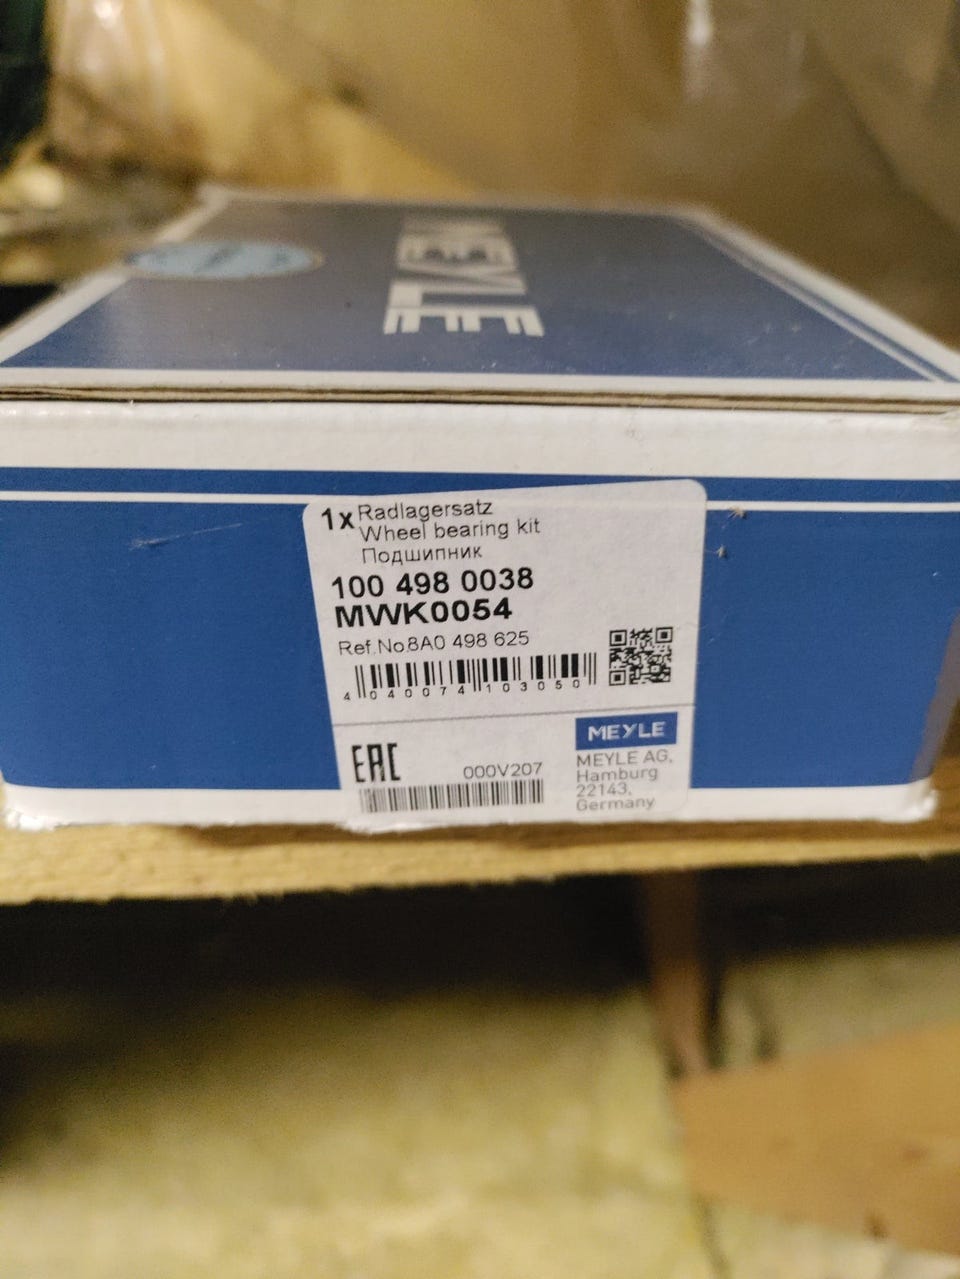 MEYLE
1x Radlagersatz
Wheel bearing kit
Подшипник
100 498 0038
MWK0054
Ref.No.8A0 498 625
4 040074 103050
EAC
000V207
MEYLE
MEYLE AG,
Hamburg
22143,
Germany